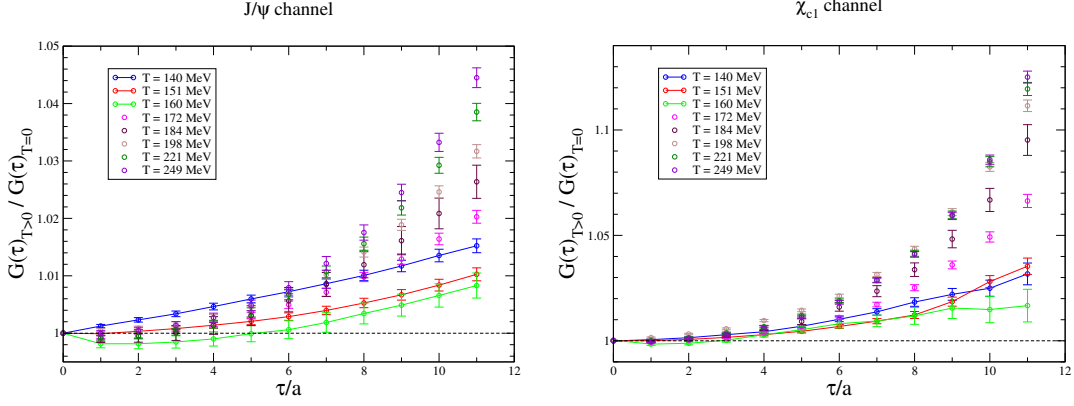 J/ψ channel
G(τ)T>0 / G(τ)T=0
1.05
1.04
1.03
1.02
1.01
1
T = 140 MeV
T = 151 MeV
T = 160 MeV
T = 172 MeV
T = 184 MeV
T = 198 MeV
T = 221 MeV
T = 249 MeV
0 2 4 6 8 10 12
τ/a
χc1 channel
G(τ)T>0 / G(τ)T=0
1.1
1.05
1
T = 140 MeV
T = 151 MeV
T = 160 MeV
T = 172 MeV
T = 184 MeV
T = 198 MeV
T = 221 MeV
T = 249 MeV
0 2 4 6 8 10 12
τ/a